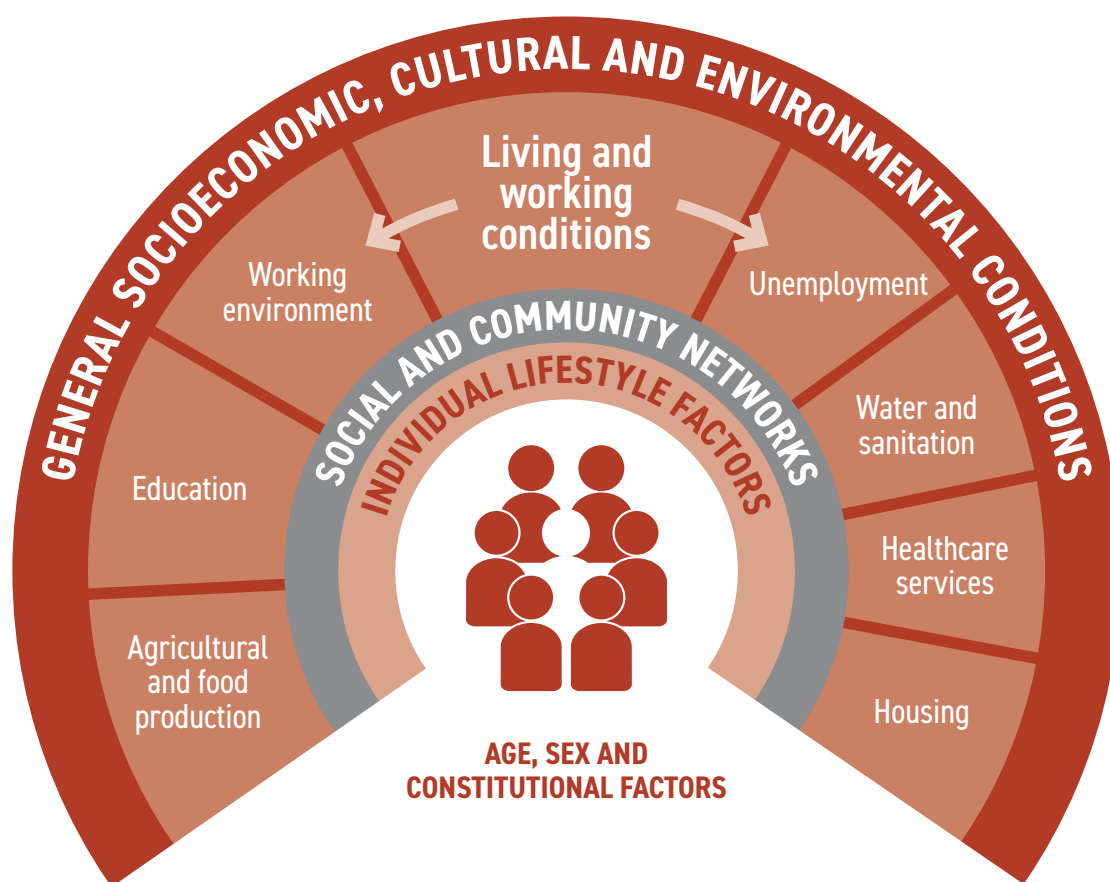 GENERAL SOCIOECONOMIC, CULTURAL AND ENVIRONMENTAL CONDITIONS
Living and
working
conditions
Working
environment
Unemployment
SOCIAL AND COMMUNITY NETWORKS
INDIVIDUAL LIFESTYLE FACTORS
Education
Water and
sanitation
Agricultural
and food
production
Healthcare
services
Housing
AGE, SEX AND
CONSTITUTIONAL FACTORS